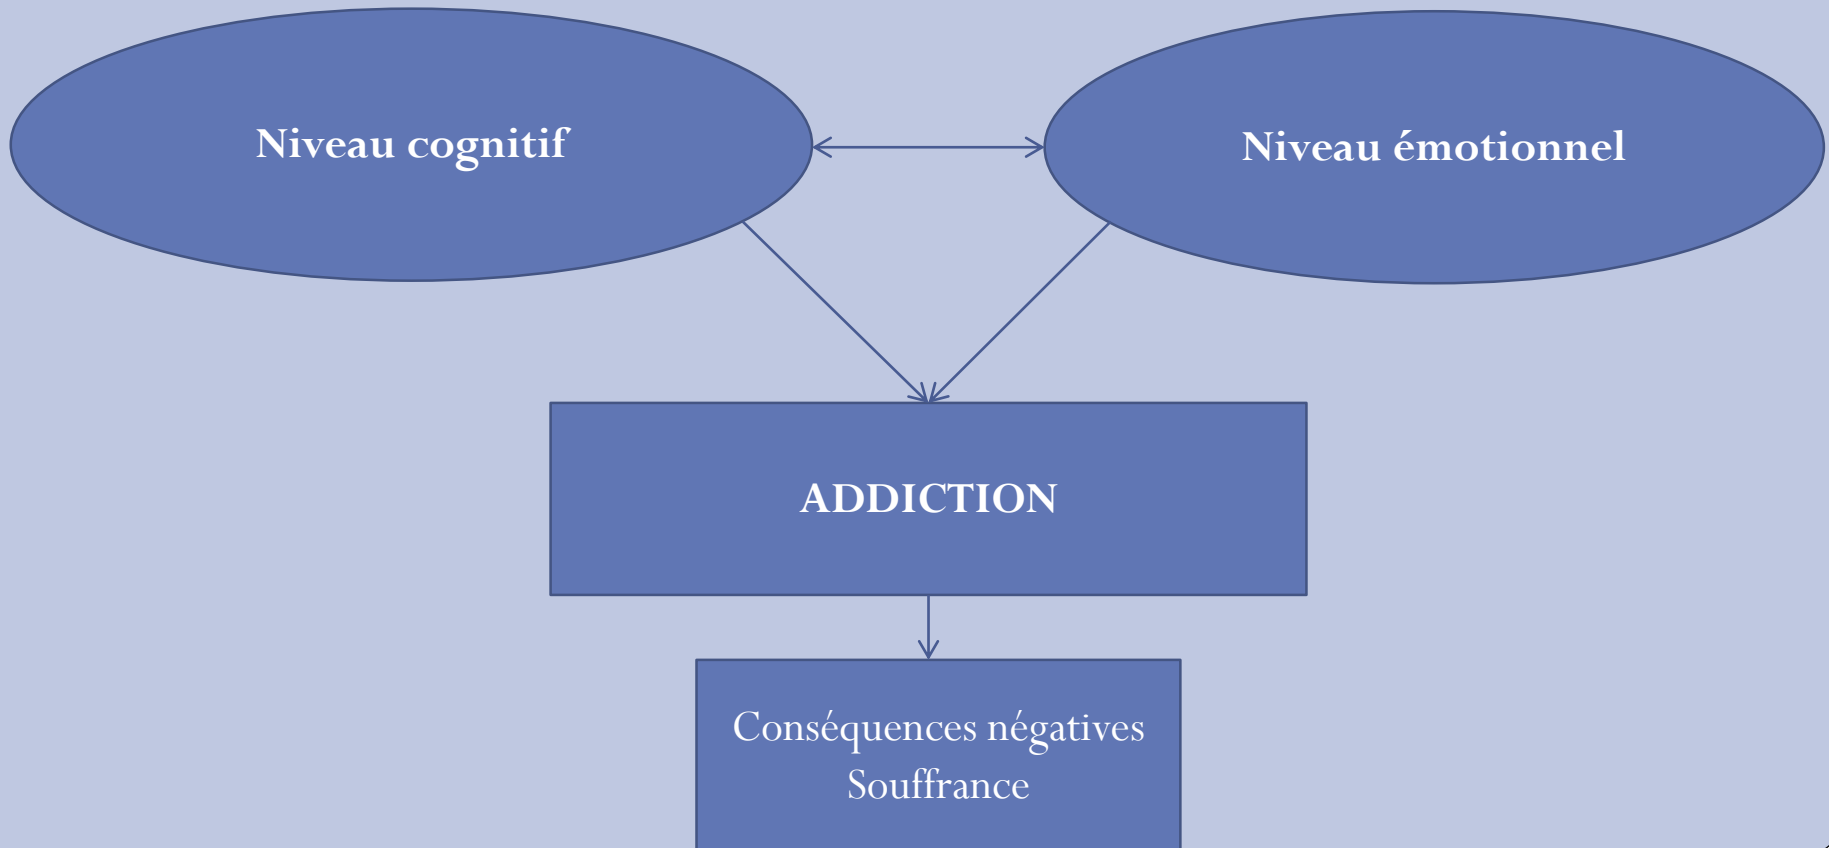 Niveau cognitif
Niveau émotionnel
ADDICTION
Conséquences négatives
Souffrance